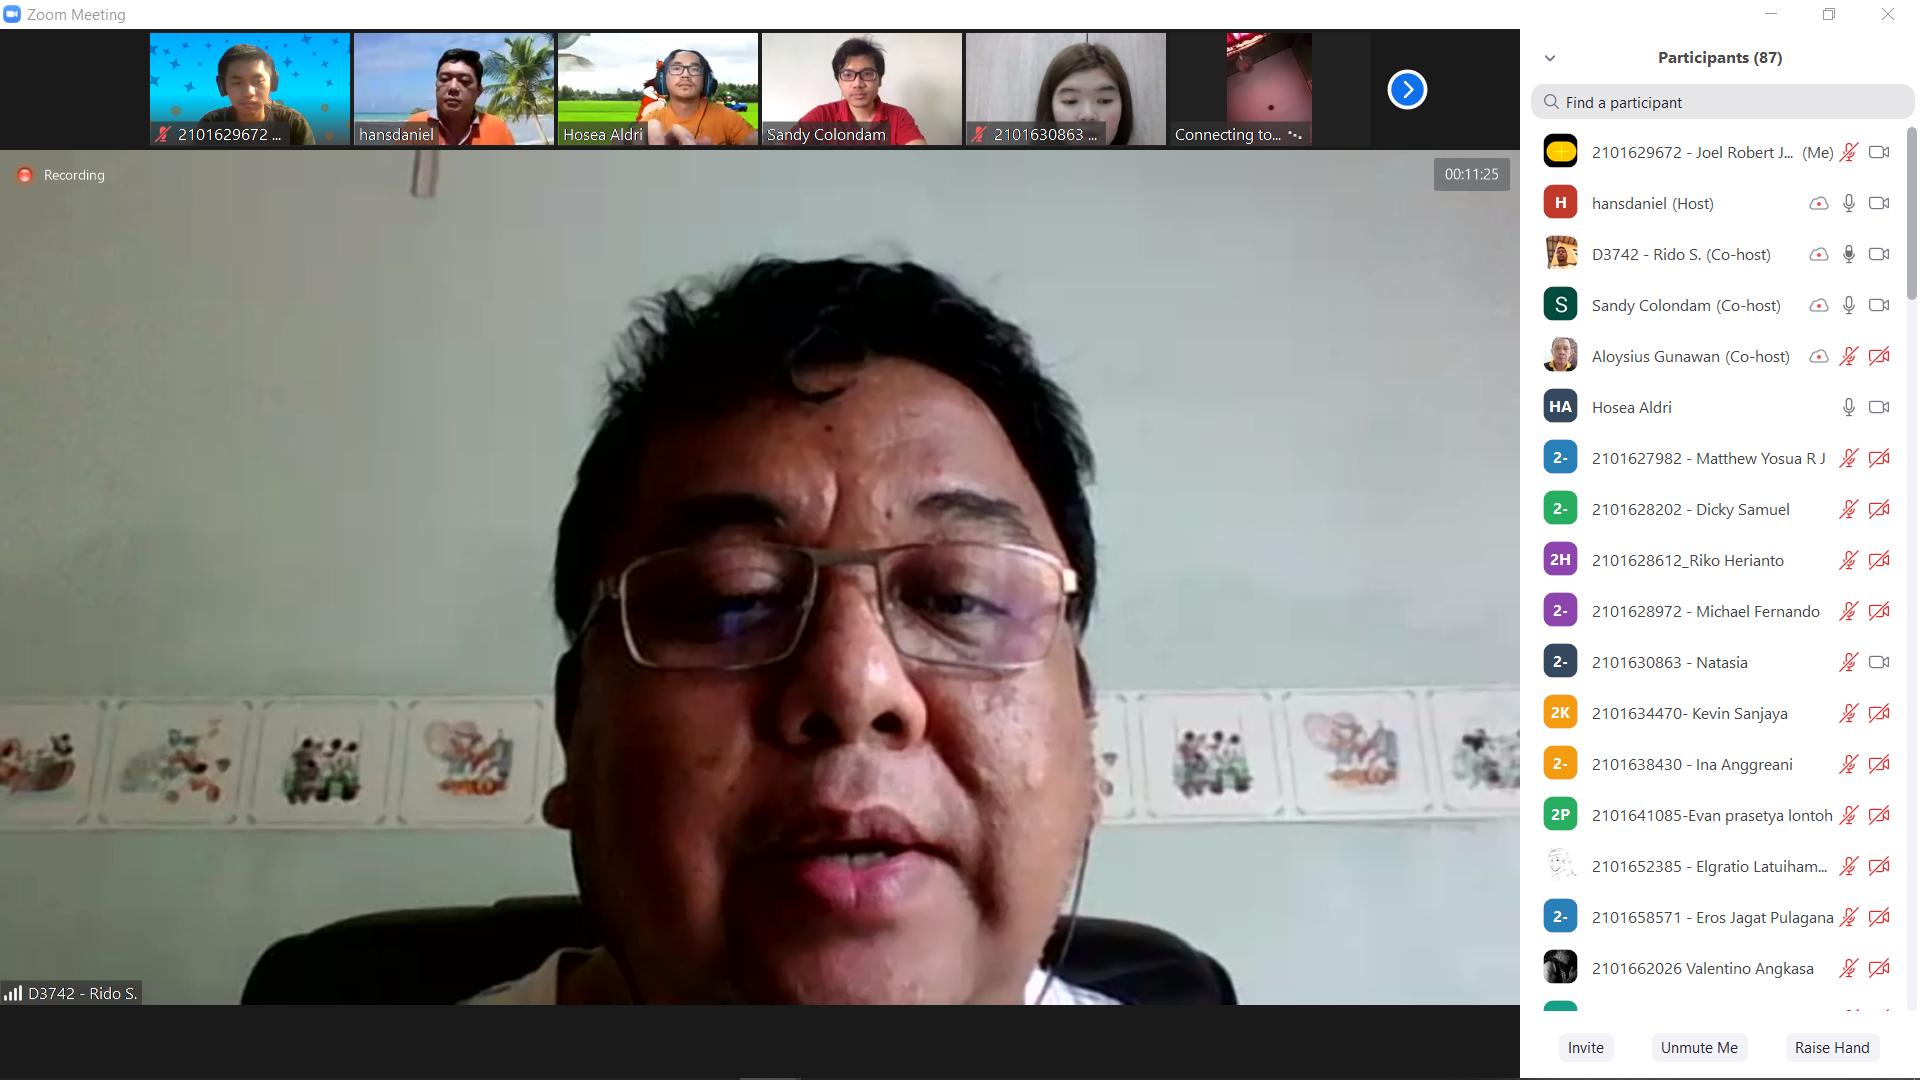 Zoom Meeting
2101629672 ...
hansdaniel
Hosea Aldri
Sandy Colondam
2101630863 ...
Connecting to...
Recording
00:11:25
D3742 - Rido S.
Participants (87)
Find a participant
2101629672 - Joel Robert J... (Me)
H
hansdaniel (Host)
D3742 - Rido S. (Co-host)
S
Sandy Colondam (Co-host)
Aloysius Gunawan (Co-host)
HA
Hosea Aldri
2-
2101627982 - Matthew Yosua R J
2-
2101628202 - Dicky Samuel
2H
2101628612_Riko Herianto
2-
2101628972 - Michael Fernando
2-
2101630863 - Natasia
2K
2101634470- Kevin Sanjaya
2-
2101638430 - Ina Anggreani
2P
2101641085-Evan prasetya lontoh
2101652385 - Elgratio Latuiham...
2-
2101658571 - Eros Jagat Pulagana
2101662026 Valentino Angkasa
Invite
Unmute Me
Raise Hand